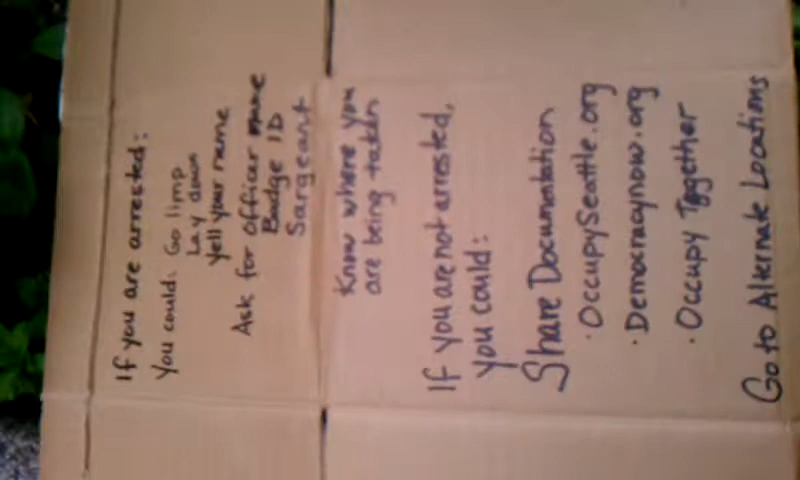 If you are arrested:
You could: Go limp
Lay down
Yell your name
Ask for officer name
Badge ID
Sargeant
Know where you
are being taken
If you are not arrested,
you could:
Share Documentation
· OccupySeattle.org
· Democracynow.org
· Occupy Together
Go to Alternate Locations